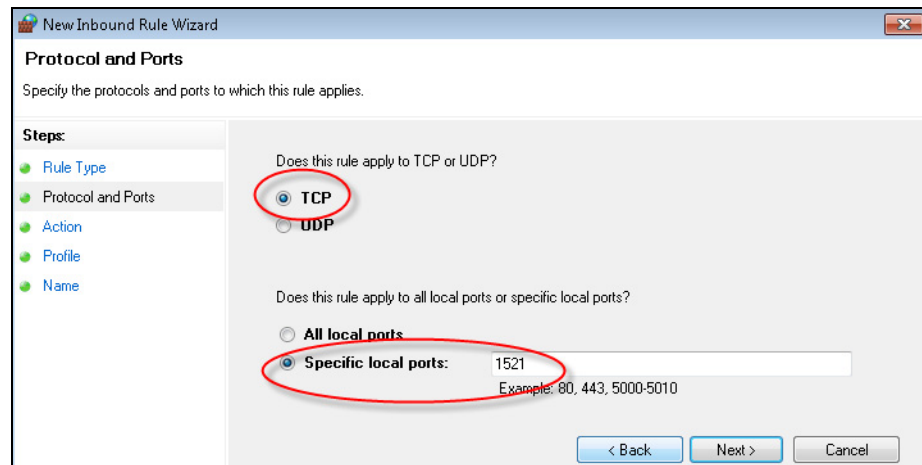 New Inbound Rule Wizard
Protocol and Ports
Specify the protocols and ports to which this rule applies.
Steps:
Rule Type
Protocol and Ports
Action
Profile
Name
Does this rule apply to TCP or UDP?
TCP
UDP
Does this rule apply to all local ports or specific local ports?
All local ports
Specific local ports: 1521
Example: 80, 443, 5000-5010
< Back Next > Cancel